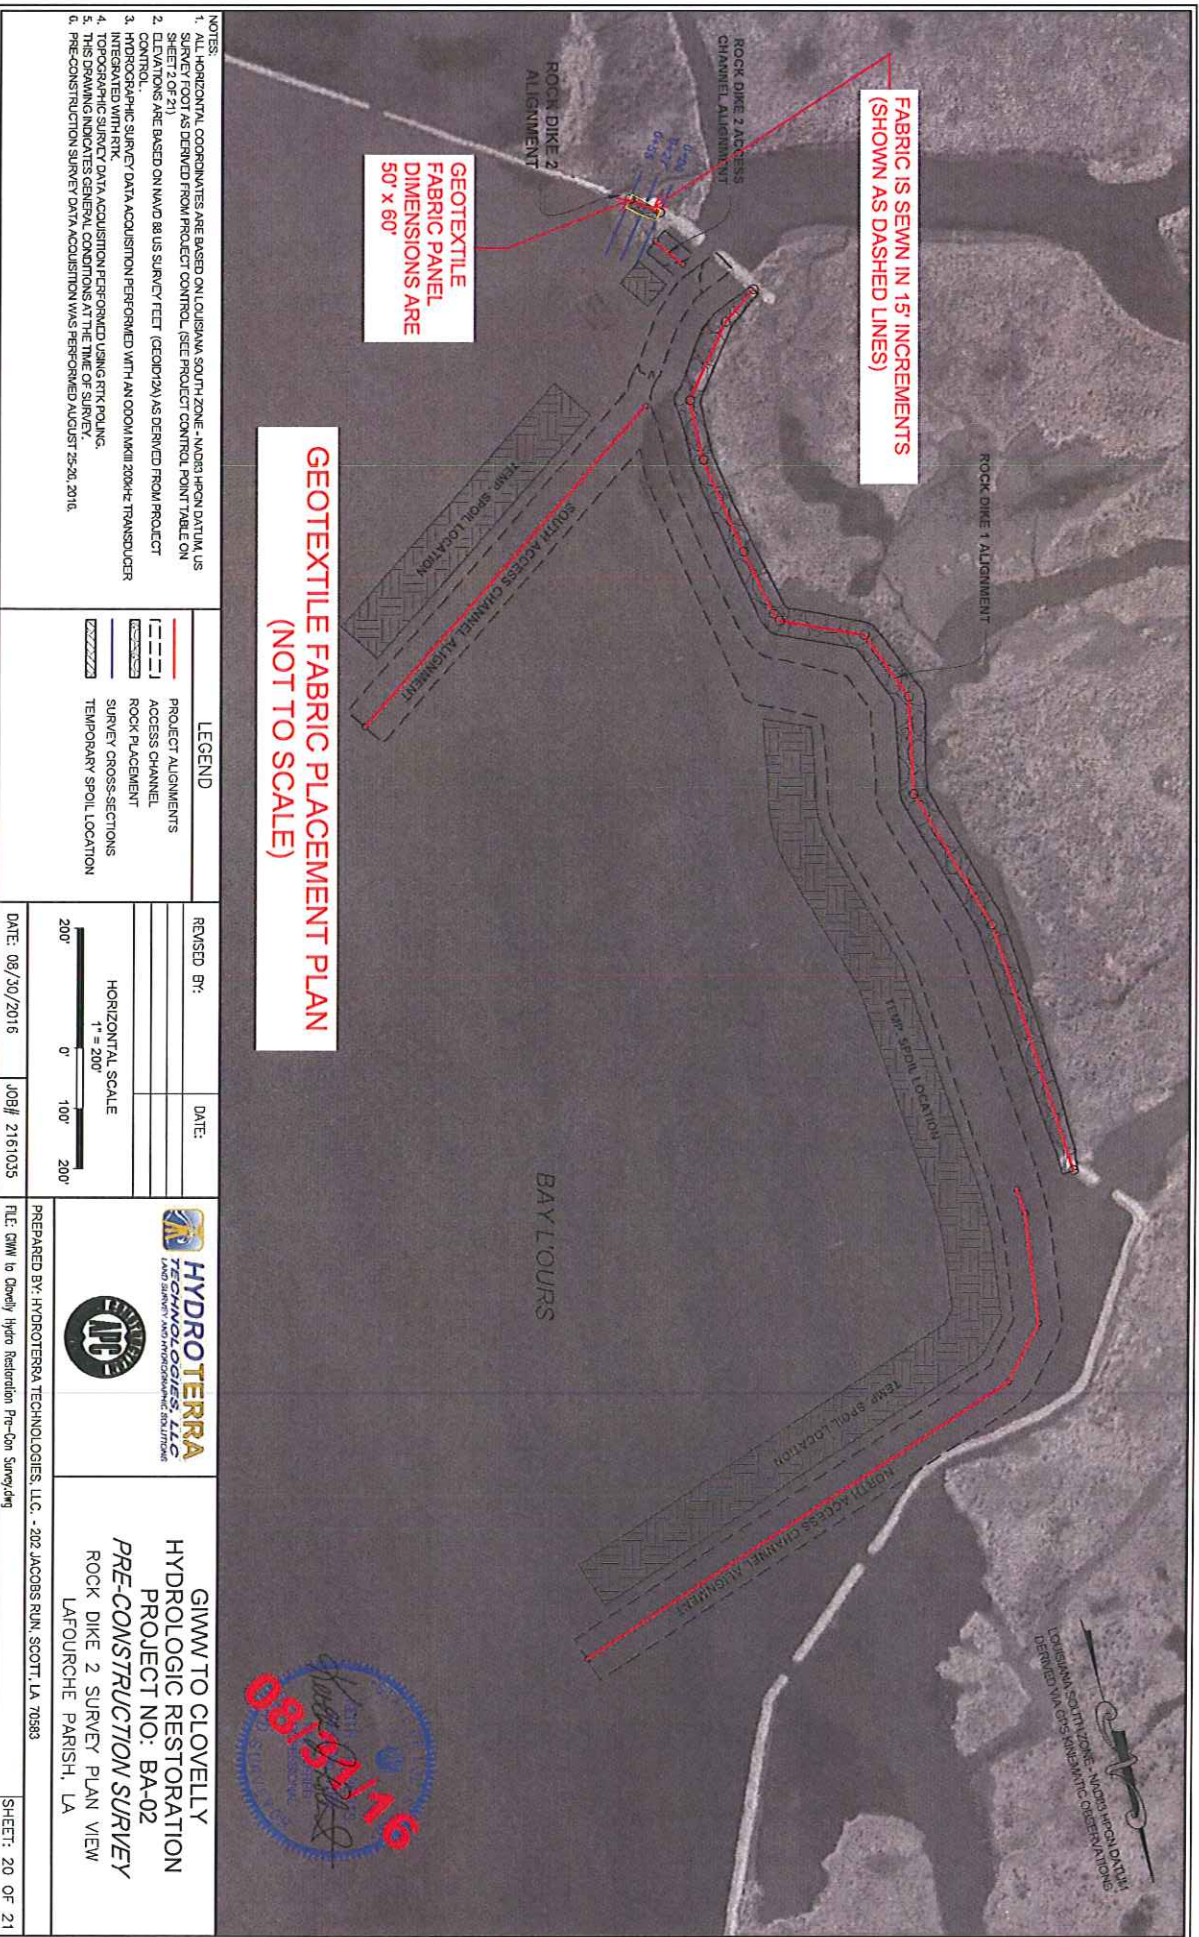 FABRIC IS SEWN IN 15' INCREMENTS
(SHOWN AS DASHED LINES)
ROCK DIKE 2 ACCESS
CHANNEL ALIGNMENT
ROCK DIKE 2
ALIGNMENT
GEOTEXTILE
FABRIC PANEL
DIMENSIONS ARE
50' x 60'
ROCK DIKE 1 ALIGNMENT
TEMP SPOIL LOCATION
SOUTH ACCESS CHANNEL ALIGNMENT
TEMP SPOIL LOCATION
TEMP SPOIL LOCATION
NORTH ACCESS CHANNEL ALIGNMENT
BAY L'OURS
LOUISIANA SOUTH ZONE - NAD83 HPGN DATUM
DERIVED VIA GPS KINEMATIC OBSERVATIONS
GEOTEXTILE FABRIC PLACEMENT PLAN
(NOT TO SCALE)
08/31/16
NOTES:
1. ALL HORIZONTAL COORDINATES ARE BASED ON LOUISIANA SOUTH ZONE - NAD83 HPGN DATUM, US
SURVEY FOOT AS DERIVED FROM PROJECT CONTROL (SEE PROJECT CONTROL POINT TABLE ON
SHEET 2 OF 21)
2. ELEVATIONS ARE BASED ON NAVD 88 US SURVEY FEET (GEOID12A) AS DERIVED FROM PROJECT
CONTROL.
3. HYDROGRAPHIC SURVEY DATA ACQUISITION PERFORMED WITH AN ODOM MKIII 200kHz TRANSDUCER
INTEGRATED WITH RTK.
4. TOPOGRAPHIC SURVEY DATA ACQUISITION PERFORMED USING RTK POLING.
5. THIS DRAWING INDICATES GENERAL CONDITIONS AT THE TIME OF SURVEY.
6. PRE-CONSTRUCTION SURVEY DATA ACQUISITION WAS PERFORMED AUGUST 25-26, 2016.
LEGEND
PROJECT ALIGNMENTS
ACCESS CHANNEL
ROCK PLACEMENT
SURVEY CROSS-SECTIONS
TEMPORARY SPOIL LOCATION
REVISED BY: DATE:
HORIZONTAL SCALE
1" = 200'
200' 0' 100' 200'
DATE: 08/30/2016 JOB# 2161035
HYDROTERRA
TECHNOLOGIES, LLC
LAND SURVEY AND HYDROGRAPHIC SOLUTIONS
APC
PREPARED BY: HYDROTERRA TECHNOLOGIES, LLC. - 202 JACOBS RUN, SCOTT, LA 70583
FILE: GIWW to Clovelly Hydro Restoration Pre-Con Survey.dwg
GIWW TO CLOVELLY
HYDROLOGIC RESTORATION
PROJECT NO: BA-02
PRE-CONSTRUCTION SURVEY
ROCK DIKE 2 SURVEY PLAN VIEW
LAFOURCHE PARISH, LA
SHEET: 20 OF 21